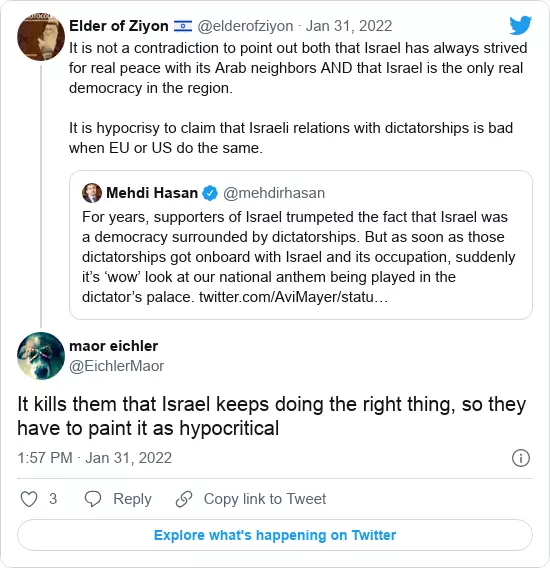 Elder of Ziyon 🇮🇱 @elderofziyon · Jan 31, 2022
It is not a contradiction to point out both that Israel has always strived
for real peace with its Arab neighbors AND that Israel is the only real
democracy in the region.
It is hypocrisy to claim that Israeli relations with dictatorships is bad
when EU or US do the same.
Mehdi Hasan @mehdirhasan
For years, supporters of Israel trumpeted the fact that Israel was
a democracy surrounded by dictatorships. But as soon as those
dictatorships got onboard with Israel and its occupation, suddenly
it’s ‘wow’ look at our national anthem being played in the
dictator’s palace. twitter.com/AviMayer/statu…
maor eichler
@EichlerMaor
It kills them that Israel keeps doing the right thing, so they
have to paint it as hypocritical
1:57 PM · Jan 31, 2022
3 Reply Copy link to Tweet
Explore what's happening on Twitter